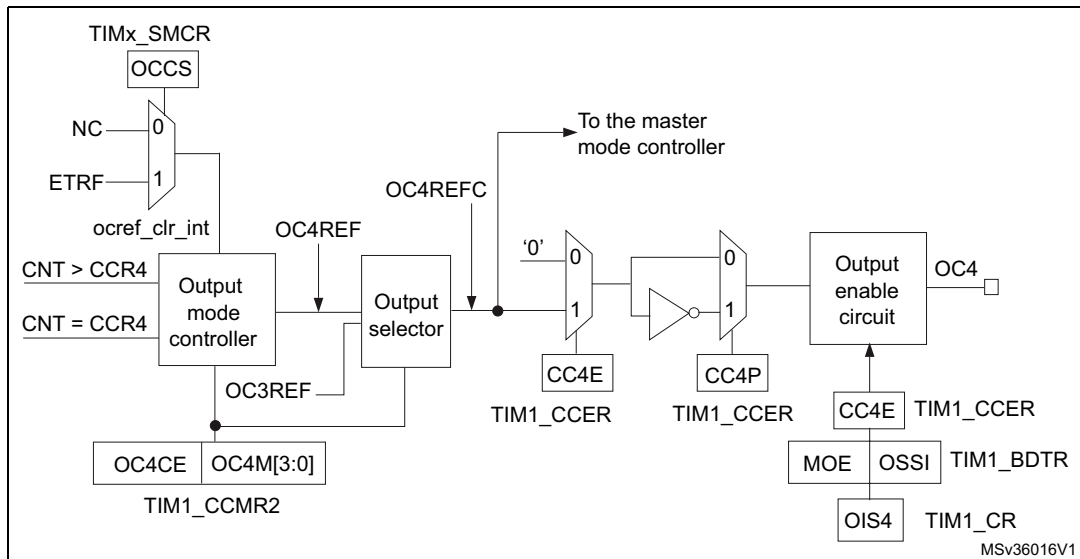 TIMx_SMCR
OCCS
NC
0
ETRF
1
ocref_clr_int
To the master
mode controller
OC4REFC
OC4REF
CNT > CCR4
CNT = CCR4
Output
mode
controller
Output
selector
OC3REF
‘0’
0
1
0
1
Output
enable
circuit
OC4
CC4E
TIM1_CCER
CC4P
TIM1_CCER
CC4E
TIM1_CCER
OC4CE
OC4M[3:0]
TIM1_CCMR2
MOE
OSSI
TIM1_BDTR
OIS4
TIM1_CR
MSv36016V1